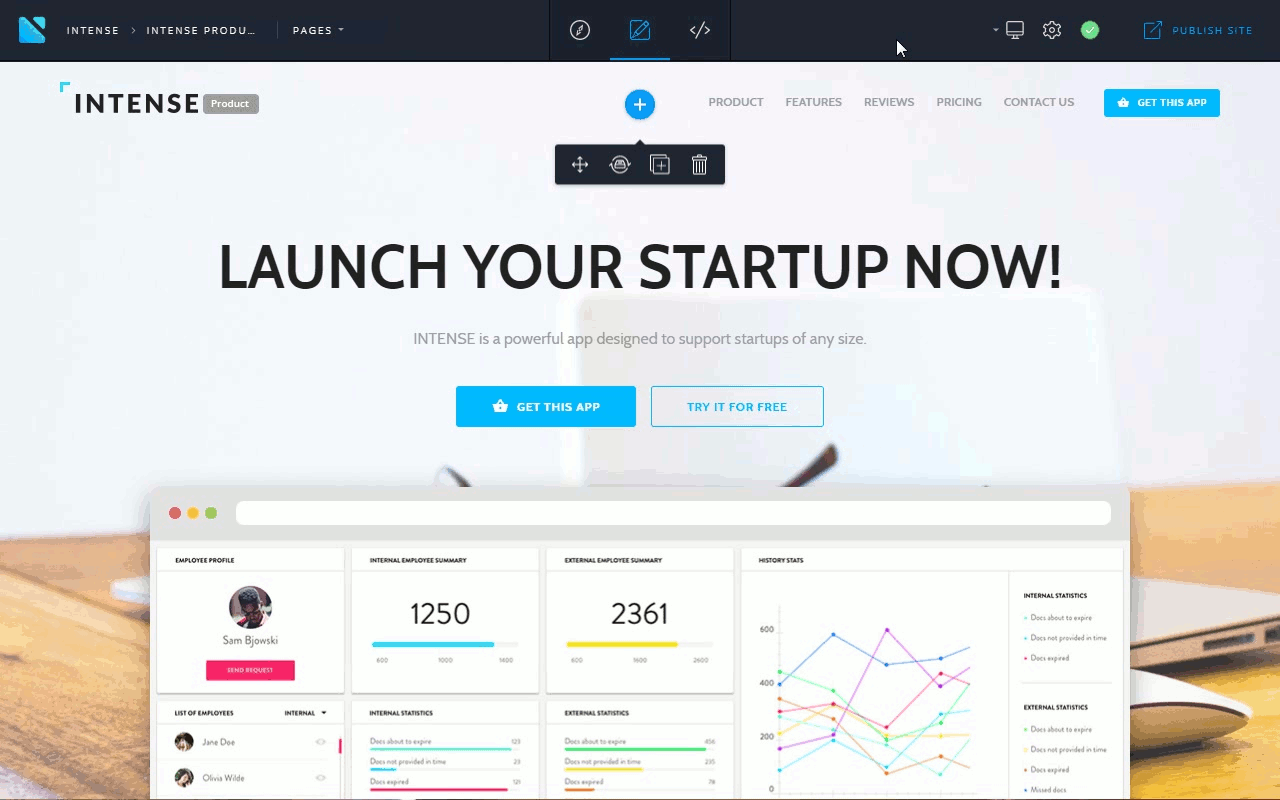 INTENSE > INTENSE PRODU... PAGES
PUBLISH SITE
INTENSE Product
PRODUCT FEATURES REVIEWS PRICING CONTACT US GET THIS APP
LAUNCH YOUR STARTUP NOW!
INTENSE is a powerful app designed to support startups of any size.
GET THIS APP TRY IT FOR FREE
EMPLOYEE PROFILE
Sam Bjowski
SEND REQUEST
INTERNAL EMPLOYEE SUMMARY
1250
600 1000 1400
EXTERNAL EMPLOYEE SUMMARY
2361
600 1600 2600
HISTORY STATS
600
400
200
0
INTERNAL STATISTICS
Docs about to expire
Docs not provided in time
Docs expired
EXTERNAL STATISTICS
Docs about to expire
Docs not provided in time
Docs expired
Missed docs
LIST OF EMPLOYEES INTERNAL
Jane Doe
Olivia Wilde
INTERNAL STATISTICS
Docs about to expire 123
Docs not provided in time 23
Docs expired 121
EXTERNAL STATISTICS
Docs about to expire 456
Docs not provided in time 235
Docs expired 78